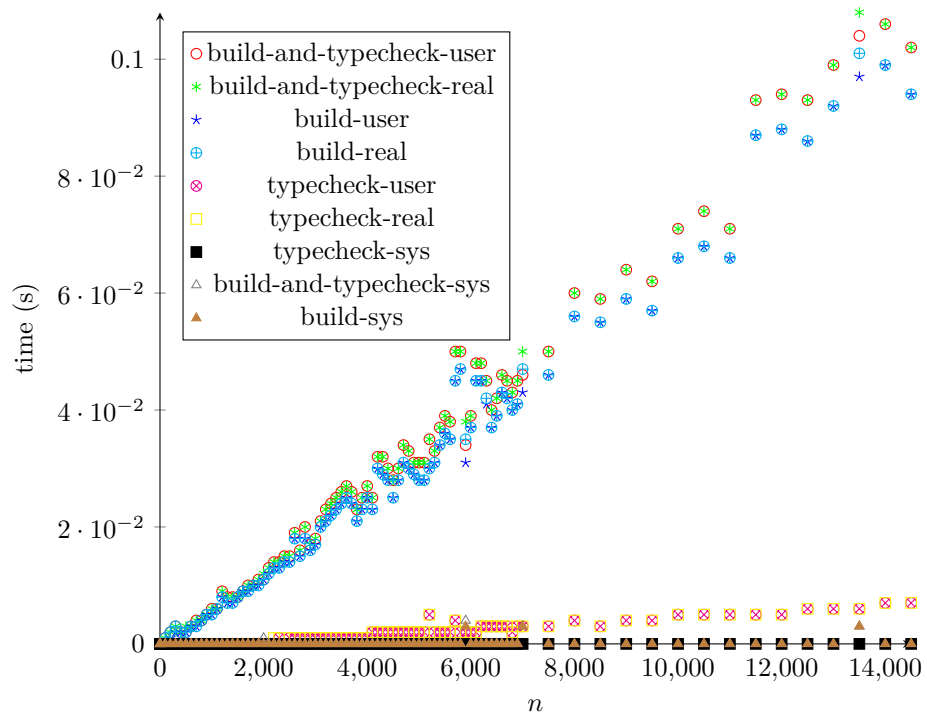 0.1
8 · 10⁻²
6 · 10⁻²
4 · 10⁻²
2 · 10⁻²
0
time (s)
build-and-typecheck-user
build-and-typecheck-real
build-user
build-real
typecheck-user
typecheck-real
typecheck-sys
build-and-typecheck-sys
build-sys
0 2,000 4,000 6,000 8,000 10,000 12,000 14,000
n